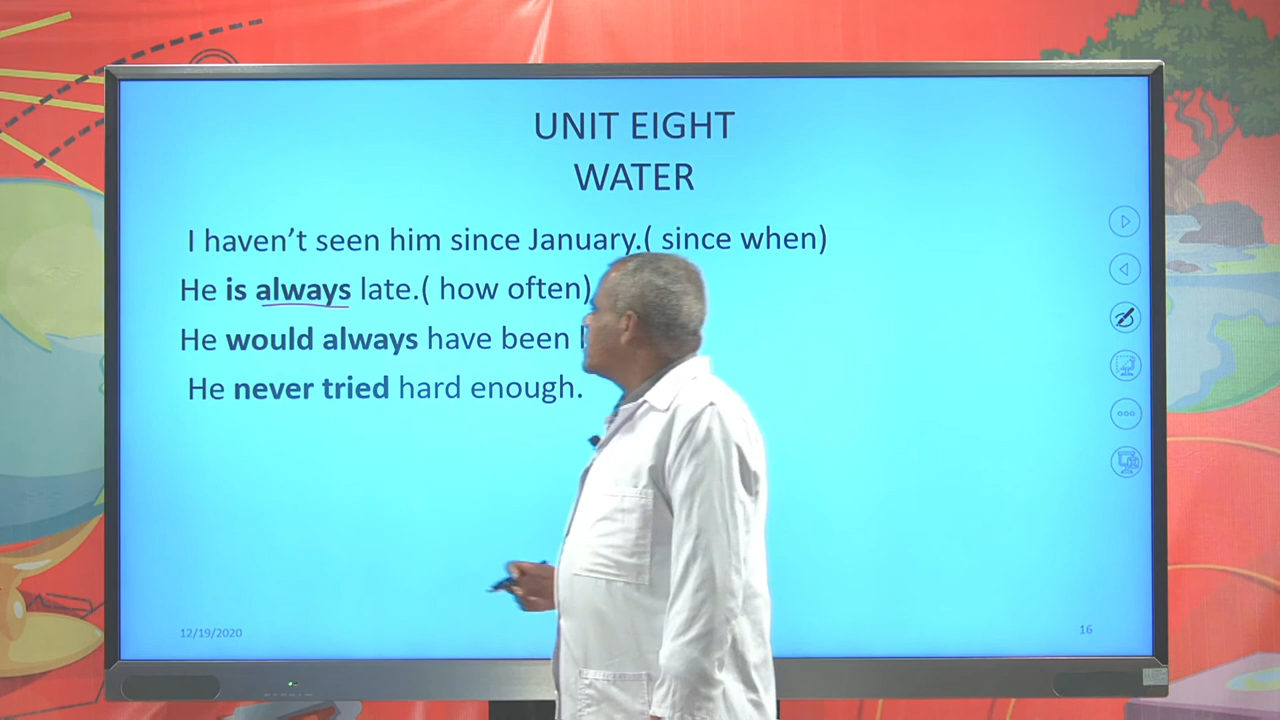 UNIT EIGHT
WATER
I haven't seen him since January.( since when)
He is always late.( how often)
He would always have been
He never tried hard enough.
12/19/2020
16